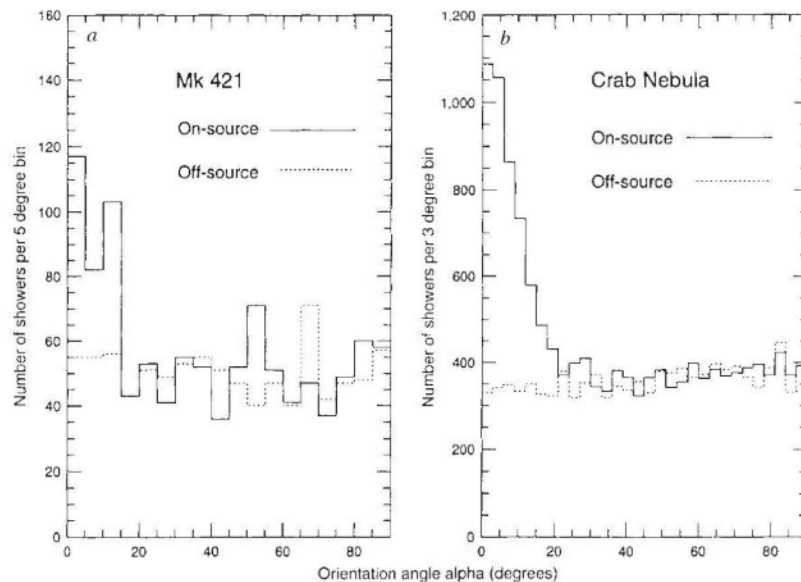 a
Mk 421
On-source
Off-source
Number of showers per 5 degree bin
160
140
120
100
80
60
40
20
0
0 20 40 60 80
b
Crab Nebula
On-source
Off-source
Number of showers per 3 degree bin
1,200
1,000
800
600
400
200
0
0 20 40 60 80
Orientation angle alpha (degrees)